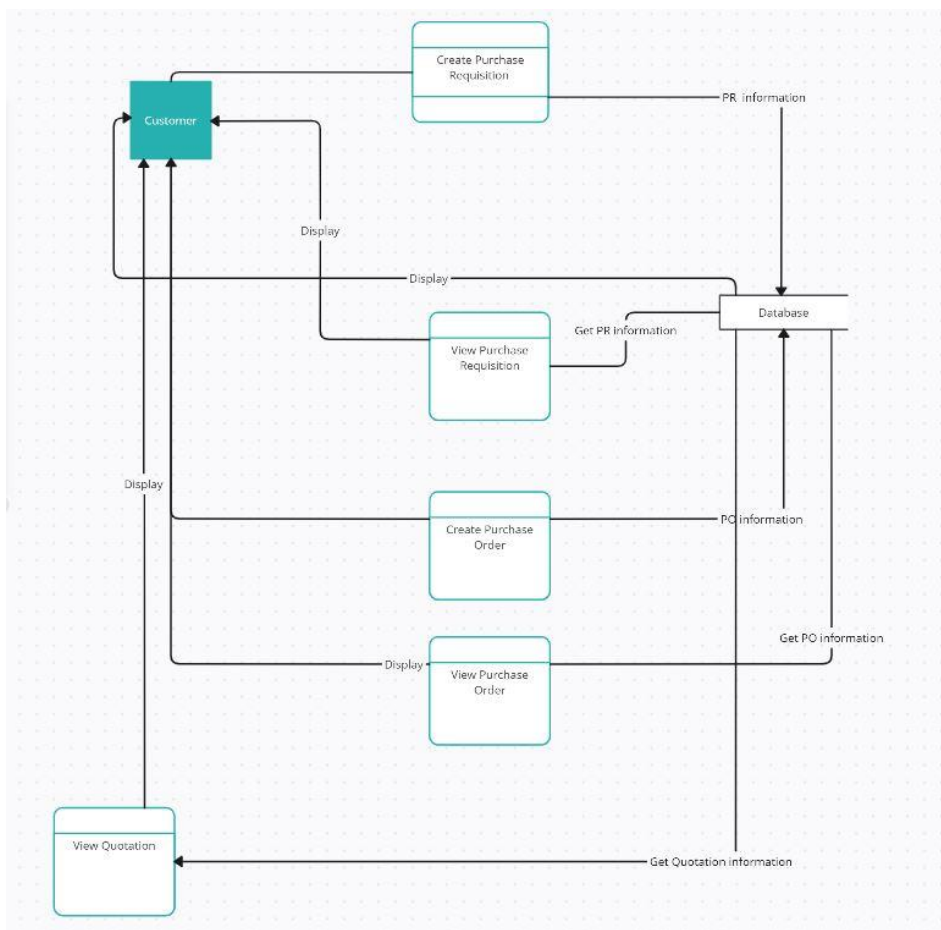 Create Purchase
Requisition
PR information
Customer
Display
Display
Database
Get PR information
View Purchase
Requisition
Display
Create Purchase
Order
PO information
Get PO information
Display
View Purchase
Order
View Quotation
Get Quotation information